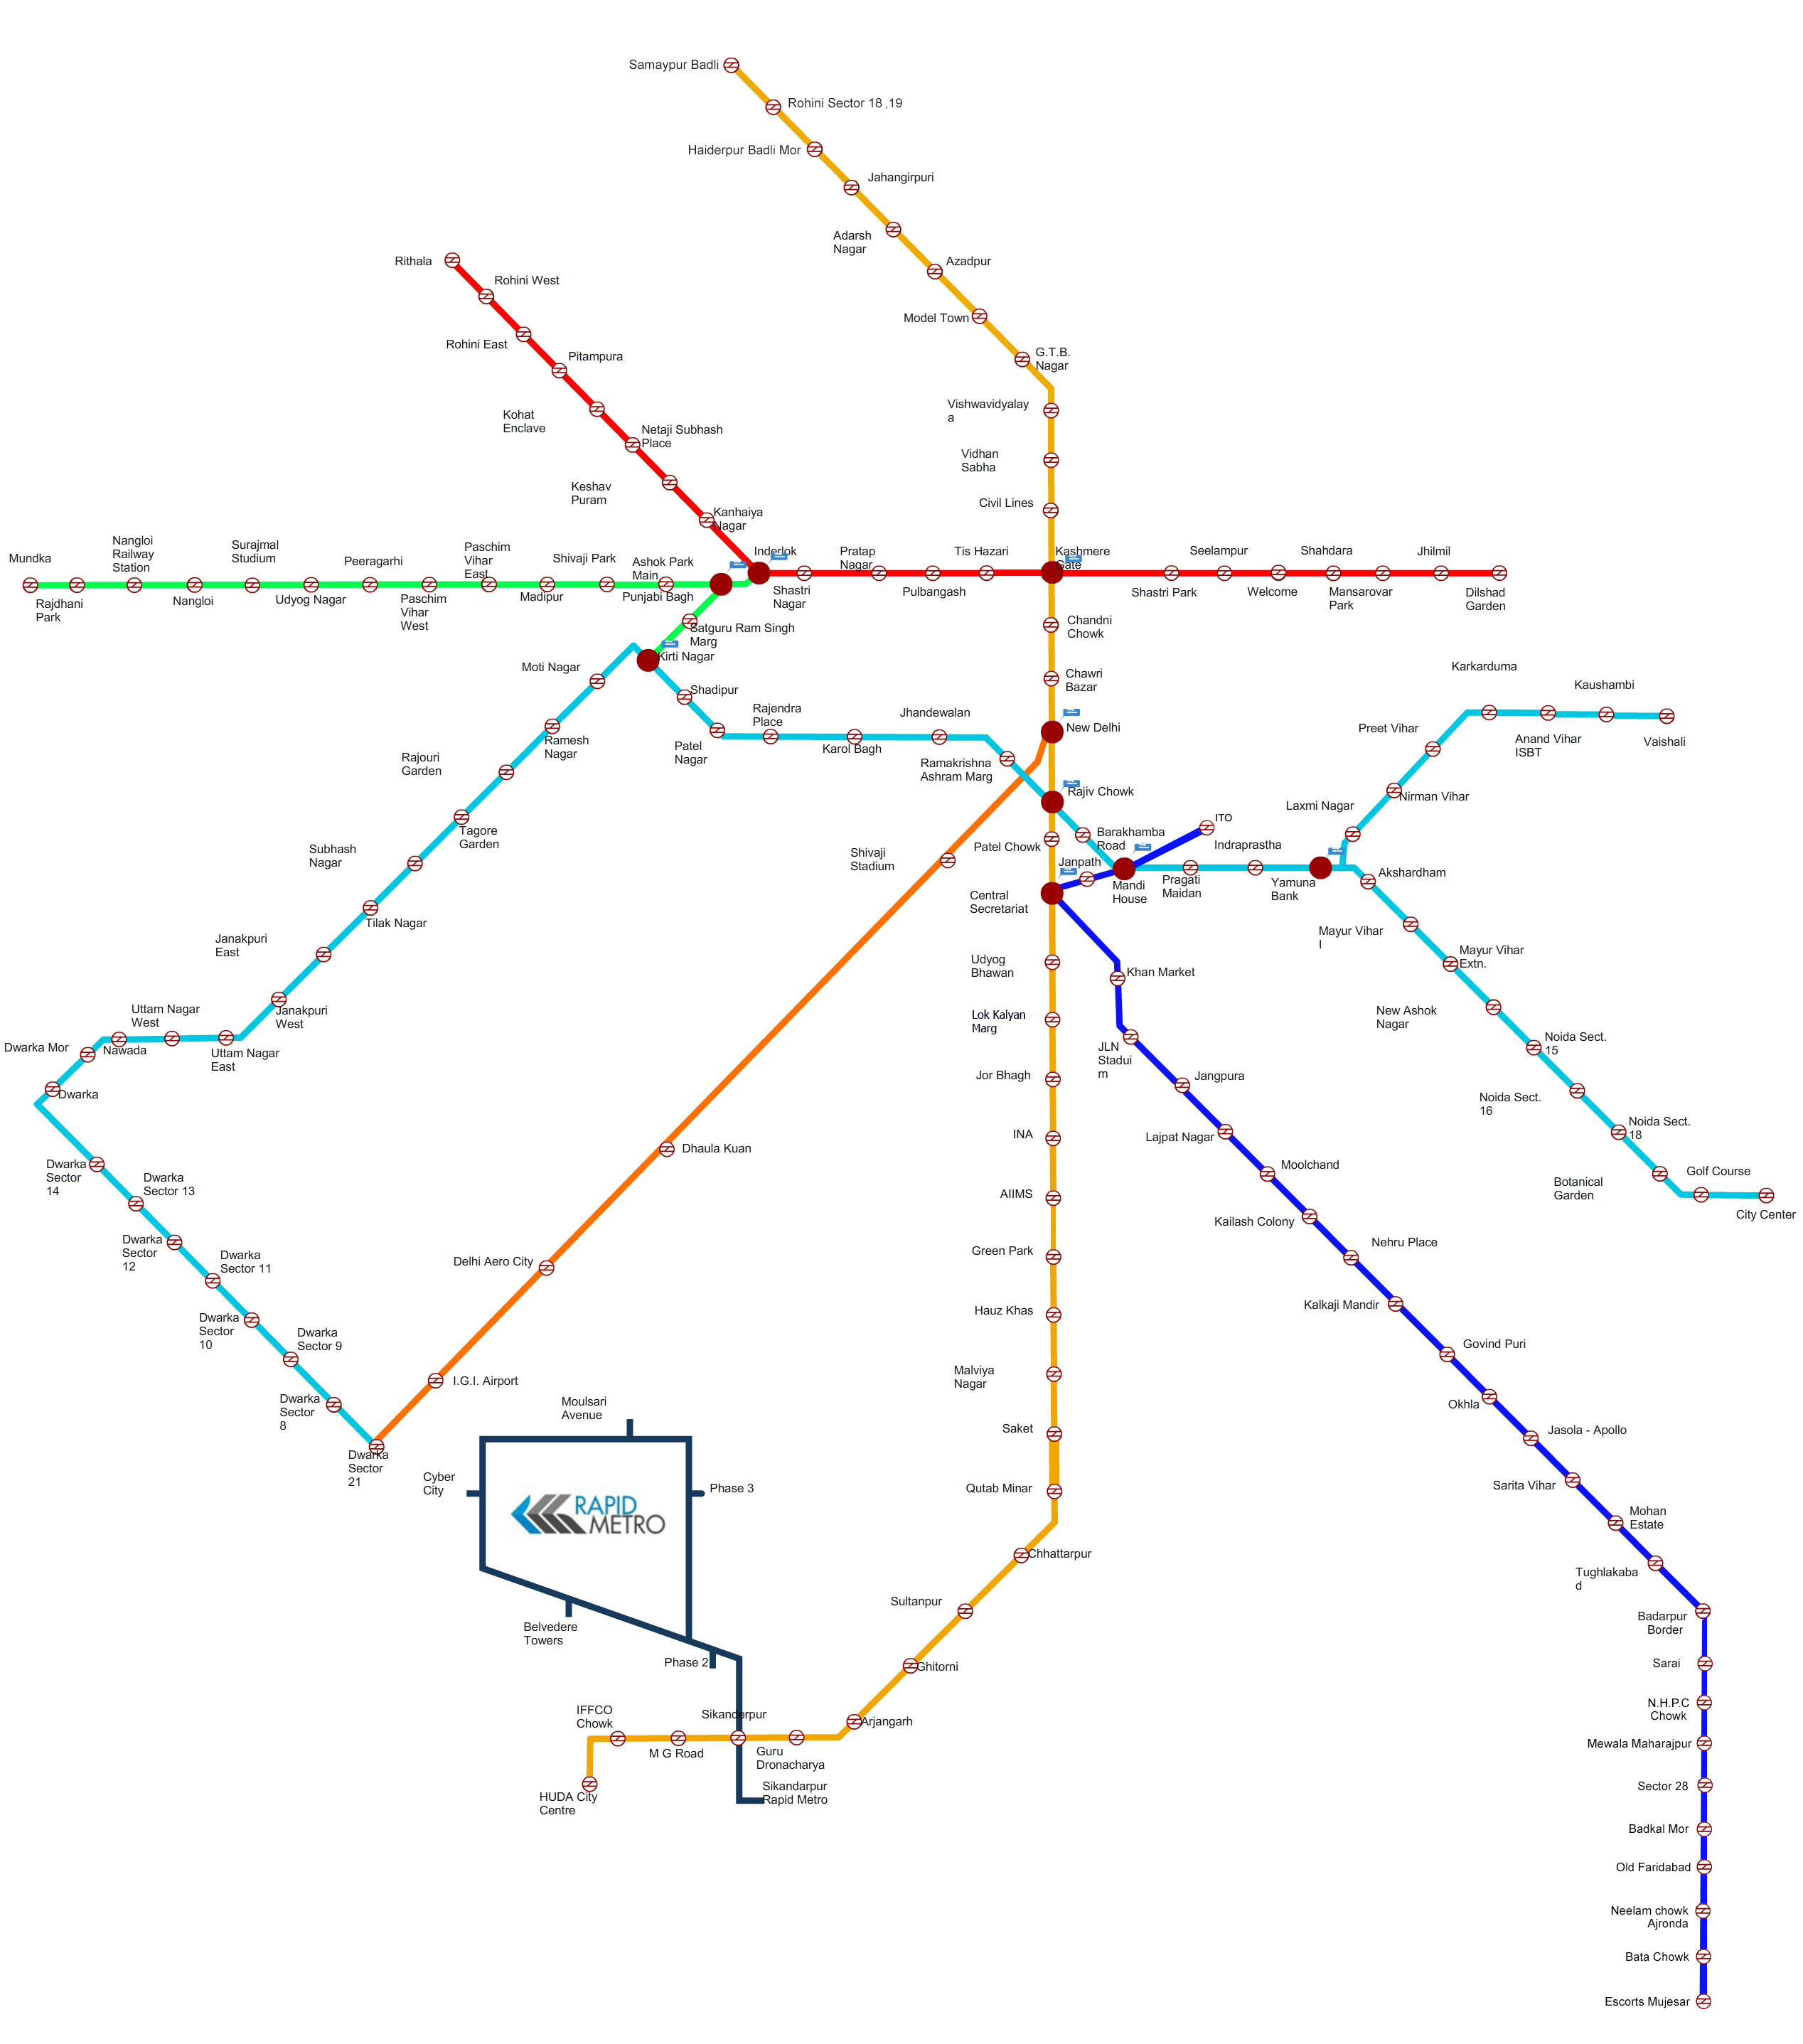 Samaypur Badli
Rohini Sector 18 ,19
Haiderpur Badli Mor
Jahangirpuri
Adarsh
Nagar
Azadpur
Model Town
G.T.B.
Nagar
Vishwavidyalay
a
Vidhan
Sabha
Civil Lines
Rithala
Rohini West
Rohini East
Pitampura
Kohat
Enclave
Netaji Subhash
Place
Keshav
Puram
Kanhaiya
Nagar
Mundka
Rajdhani
Park
Nangloi
Railway
Station
Nangloi
Surajmal
Studium
Udyog Nagar
Peeragarhi
Paschim
Vihar
West
Paschim
Vihar
East
Madipur
Shivaji Park
Punjabi Bagh
Ashok Park
Main
Inderlok
Shastri
Nagar
Pratap
Nagar
Pulbangash
Tis Hazari
Kashmere
Gate
Shastri Park
Seelampur
Welcome
Shahdara
Mansarovar
Park
Jhilmil
Dilshad
Garden
Satguru Ram Singh
Marg
Kirti Nagar
Moti Nagar
Shadipur
Ramesh
Nagar
Patel
Nagar
Rajendra
Place
Karol Bagh
Jhandewalan
Ramakrishna
Ashram Marg
Chandni
Chowk
Chawri
Bazar
New Delhi
Rajiv Chowk
Patel Chowk
Barakhamba
Road
Janpath
Mandi
House
ITO
Pragati
Maidan
Indraprastha
Yamuna
Bank
Laxmi Nagar
Nirman Vihar
Preet Vihar
Karkarduma
Anand Vihar
ISBT
Kaushambi
Vaishali
Akshardham
Mayur Vihar
I
Mayur Vihar
Extn.
New Ashok
Nagar
Noida Sect.
15
Noida Sect.
16
Noida Sect.
18
Botanical
Garden
Golf Course
City Center
Rajouri
Garden
Tagore
Garden
Subhash
Nagar
Tilak Nagar
Janakpuri
East
Janakpuri
West
Uttam Nagar
East
Uttam Nagar
West
Nawada
Dwarka Mor
Dwarka
Dwarka
Sector
14
Dwarka
Sector 13
Dwarka
Sector
12
Dwarka
Sector 11
Dwarka
Sector
10
Dwarka
Sector 9
Dwarka
Sector
8
Dwarka
Sector
21
Shivaji
Stadium
Dhaula Kuan
Delhi Aero City
I.G.I. Airport
Central
Secretariat
Udyog
Bhawan
Lok Kalyan
Marg
Jor Bhagh
INA
AIIMS
Green Park
Hauz Khas
Malviya
Nagar
Saket
Qutab Minar
Chhattarpur
Sultanpur
Ghitorni
Arjangarh
Guru
Dronacharya
Sikanderpur
M G Road
IFFCO
Chowk
HUDA City
Centre
Sikandarpur
Rapid Metro
Moulsari
Avenue
Cyber
City
Phase 3
RAPID
METRO
Belvedere
Towers
Phase 2
Khan Market
JLN
Stadui
m
Jangpura
Lajpat Nagar
Moolchand
Kailash Colony
Nehru Place
Kalkaji Mandir
Govind Puri
Okhla
Jasola - Apollo
Sarita Vihar
Mohan
Estate
Tughlakaba
d
Badarpur
Border
Sarai
N.H.P.C
Chowk
Mewala Maharajpur
Sector 28
Badkal Mor
Old Faridabad
Neelam chowk
Ajronda
Bata Chowk
Escorts Mujesar